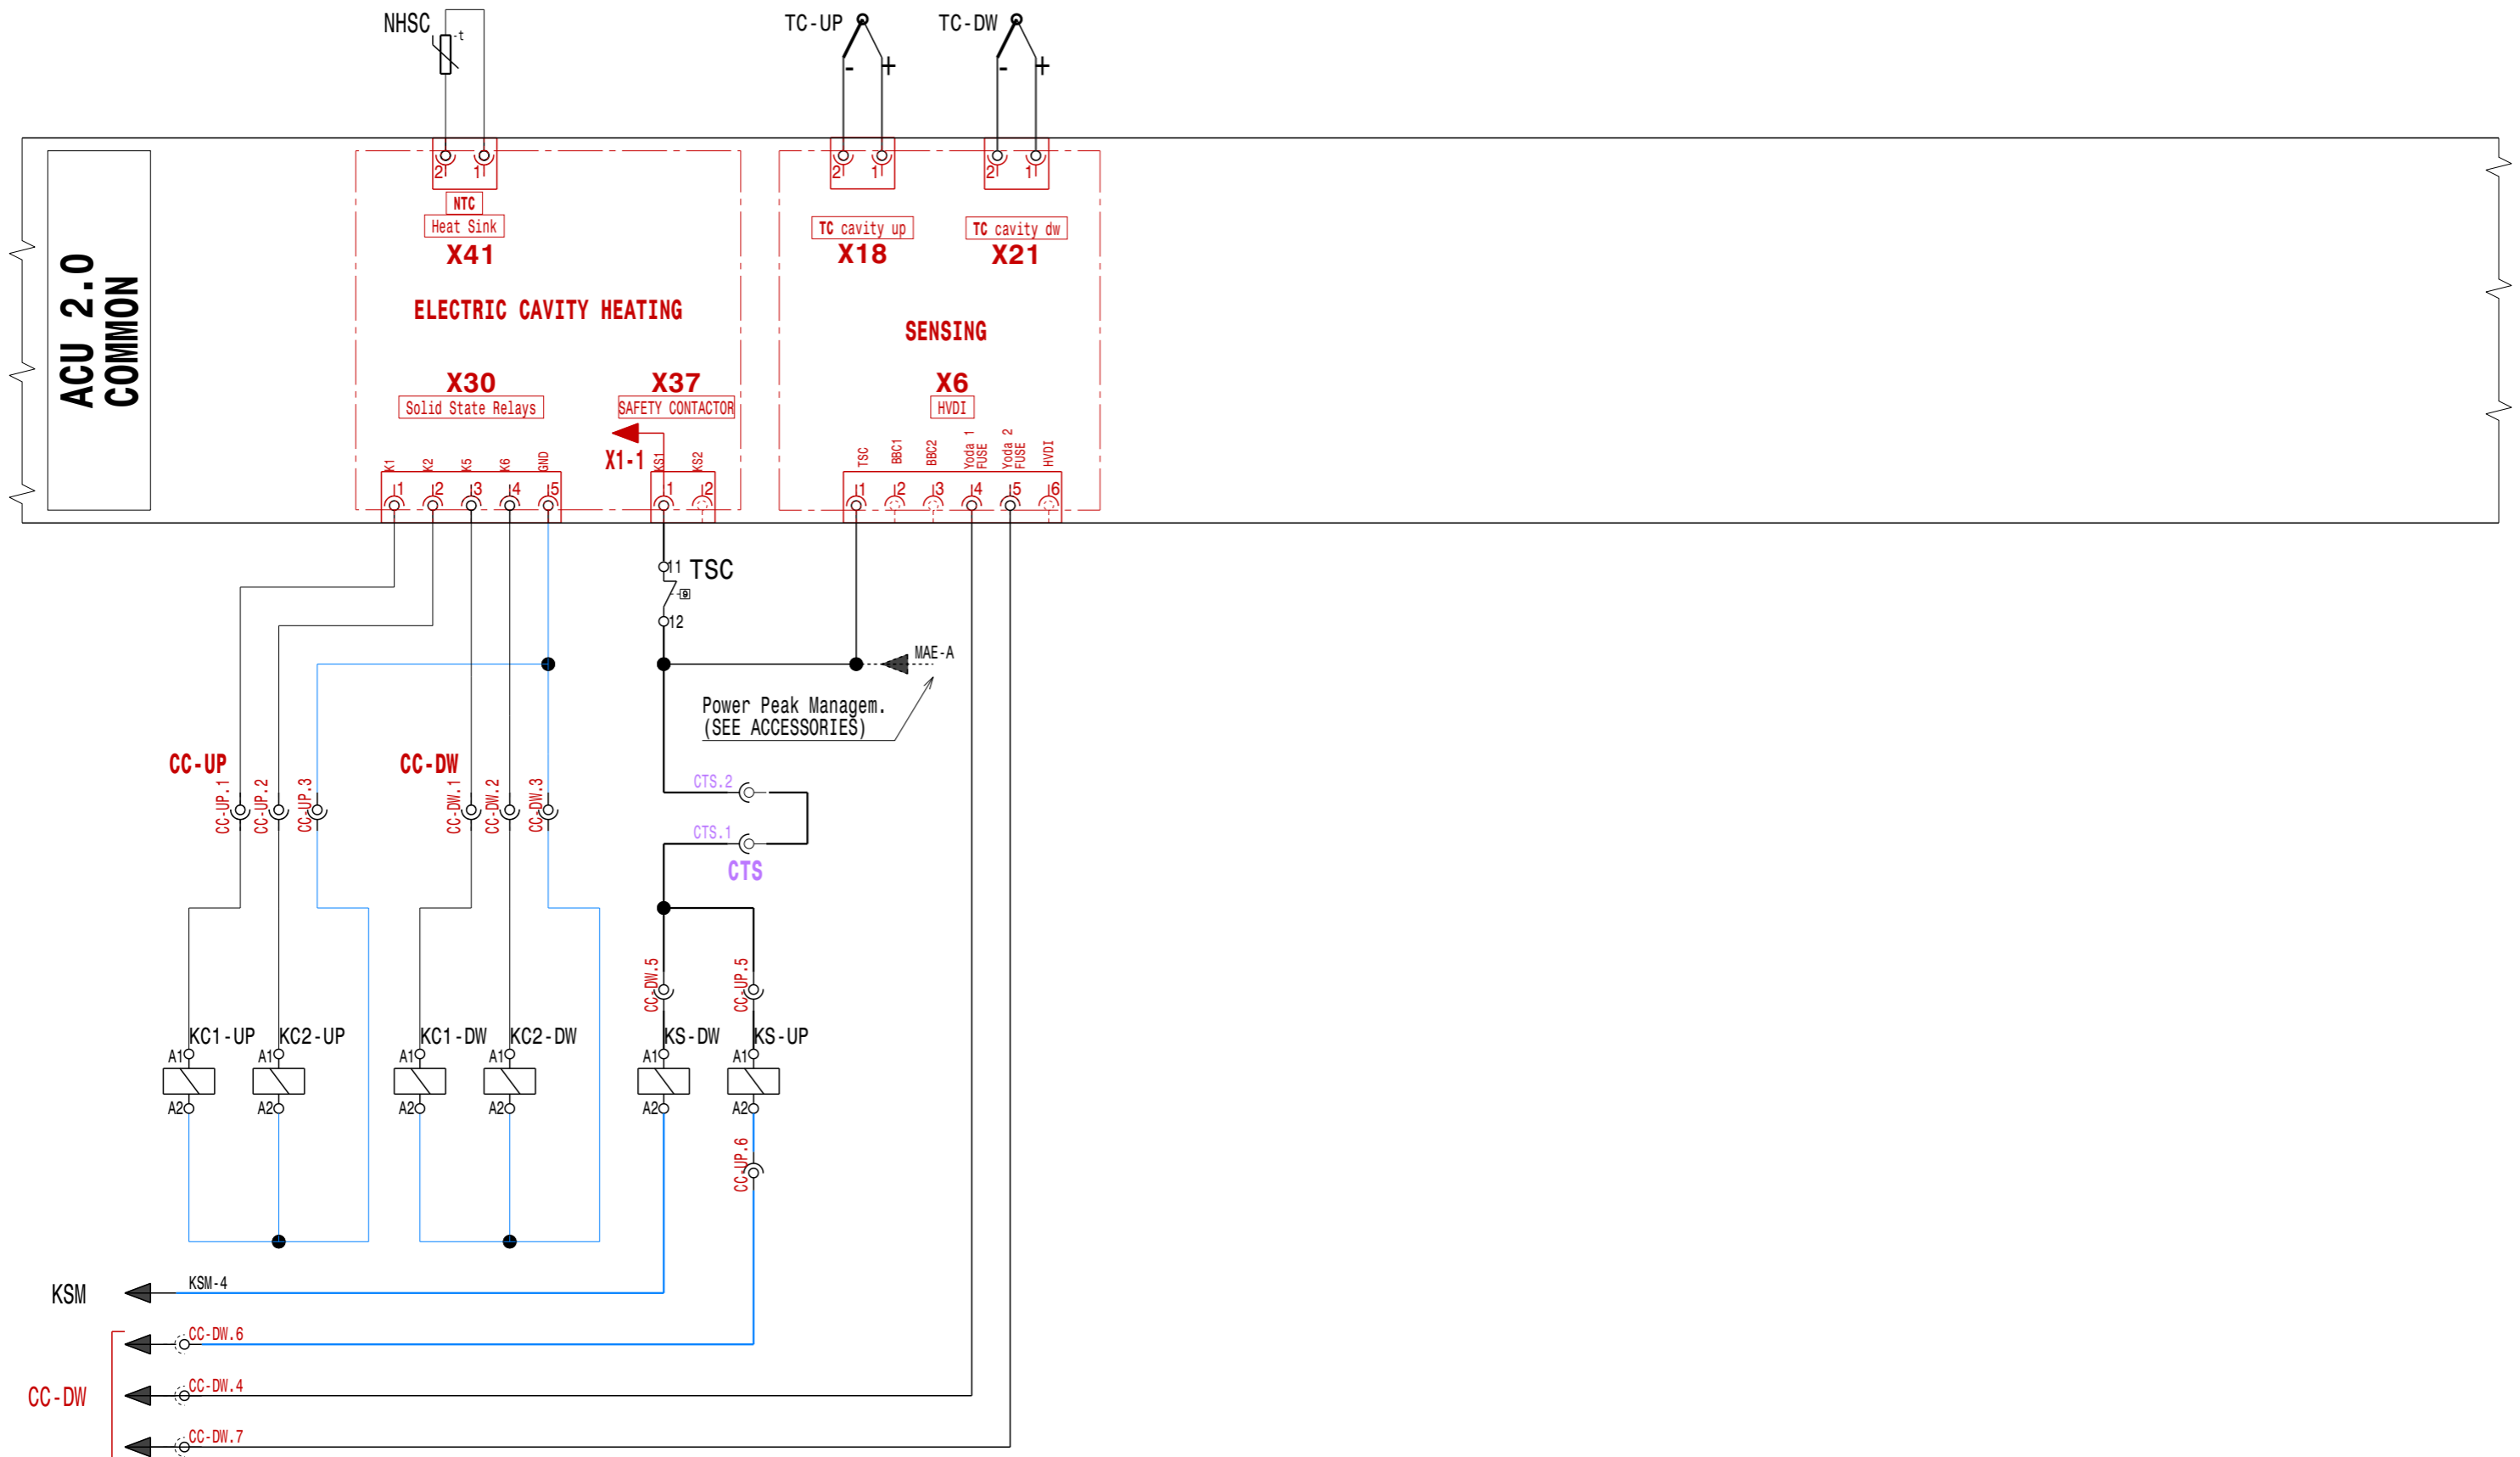 NHSC
-t
TC-UP
- +
TC-DW
- +
2 1
2 1
2 1
NTC
Heat Sink
X41
TC cavity up
X18
TC cavity dw
X21
ACU 2.0
COMMON
ELECTRIC CAVITY HEATING
SENSING
X30
Solid State Relays
X37
SAFETY CONTACTOR
X6
HVDI
X1-1
K1
K2
K5
K6
GND
KS1
KS2
TSC
BBC1
BBC2
Yoda 1
FUSE
Yoda 2
FUSE
HVDI
1 2 3 4 5
1 2
1 2 3 4 5 6
11
TSC
12
MAE-A
Power Peak Managem.
(SEE ACCESSORIES)
CC-UP
CC-UP.1
CC-UP.2
CC-UP.3
CC-DW
CC-DW.1
CC-DW.2
CC-DW.3
CTS.2
CTS.1
CTS
CC-DW.5
CC-UP.5
KC1-UP
KC2-UP
KC1-DW
KC2-DW
KS-DW
KS-UP
A1 A1 A1 A1 A1 A1
A2 A2 A2 A2 A2 A2
CC-UP.6
KSM
KSM-4
CC-DW.6
CC-DW
CC-DW.4
CC-DW.7